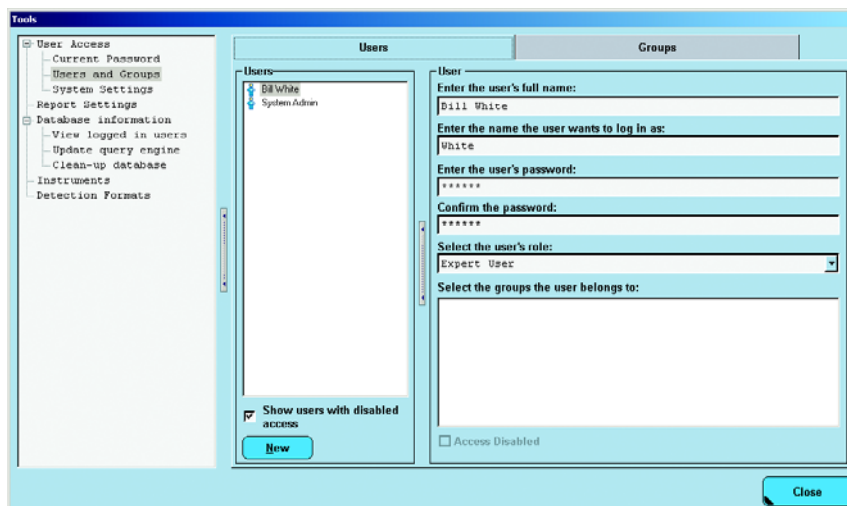 Tools
User Access
Current Password
Users and Groups
System Settings
Report Settings
Database information
View logged in users
Update query engine
Clean-up database
Instruments
Detection Formats
Users
Groups
Users
Bill White
System Admin
Show users with disabled
access
New
User
Enter the user's full name:
Bill White
Enter the name the user wants to log in as:
White
Enter the user's password:
******
Confirm the password:
******
Select the user's role:
Expert User
Select the groups the user belongs to:
Access Disabled
Close